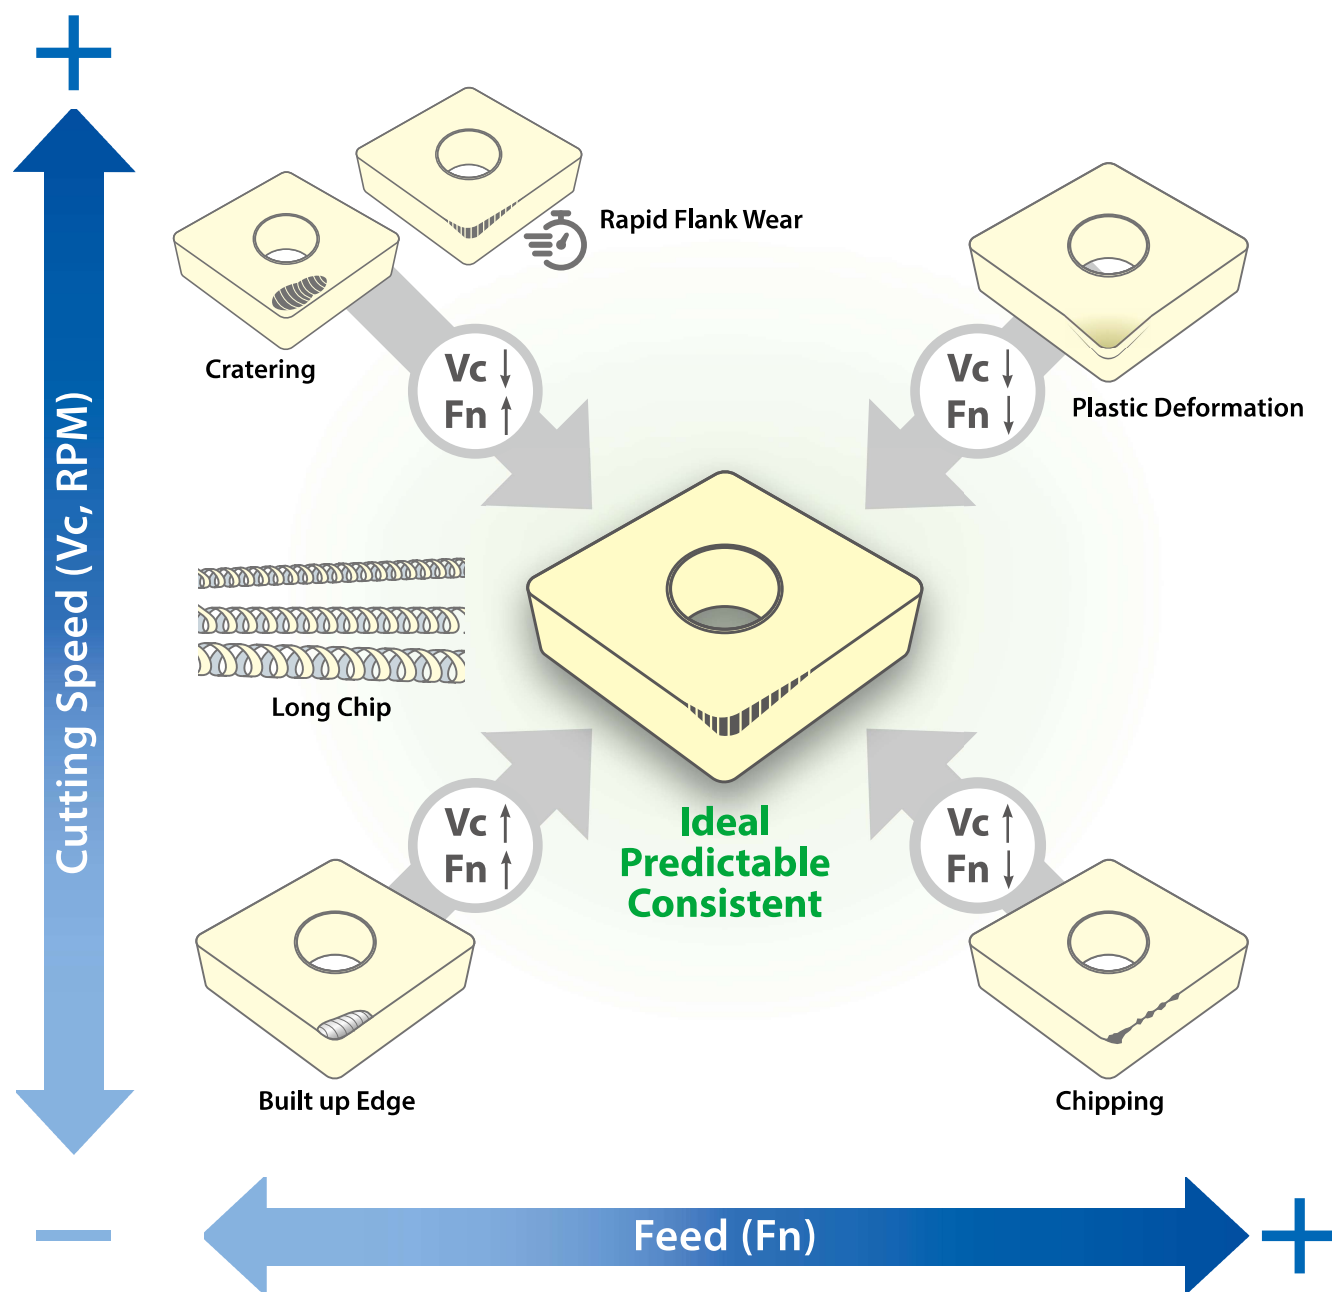 +
Rapid Flank Wear
Cratering
Vc ↓
Fn ↑
Vc ↓
Fn ↓
Plastic Deformation
Cutting Speed (Vc, RPM)
Long Chip
Vc ↑
Fn ↑
Ideal
Predictable
Consistent
Vc ↑
Fn ↓
Built up Edge
Chipping
−
Feed (Fn)
+